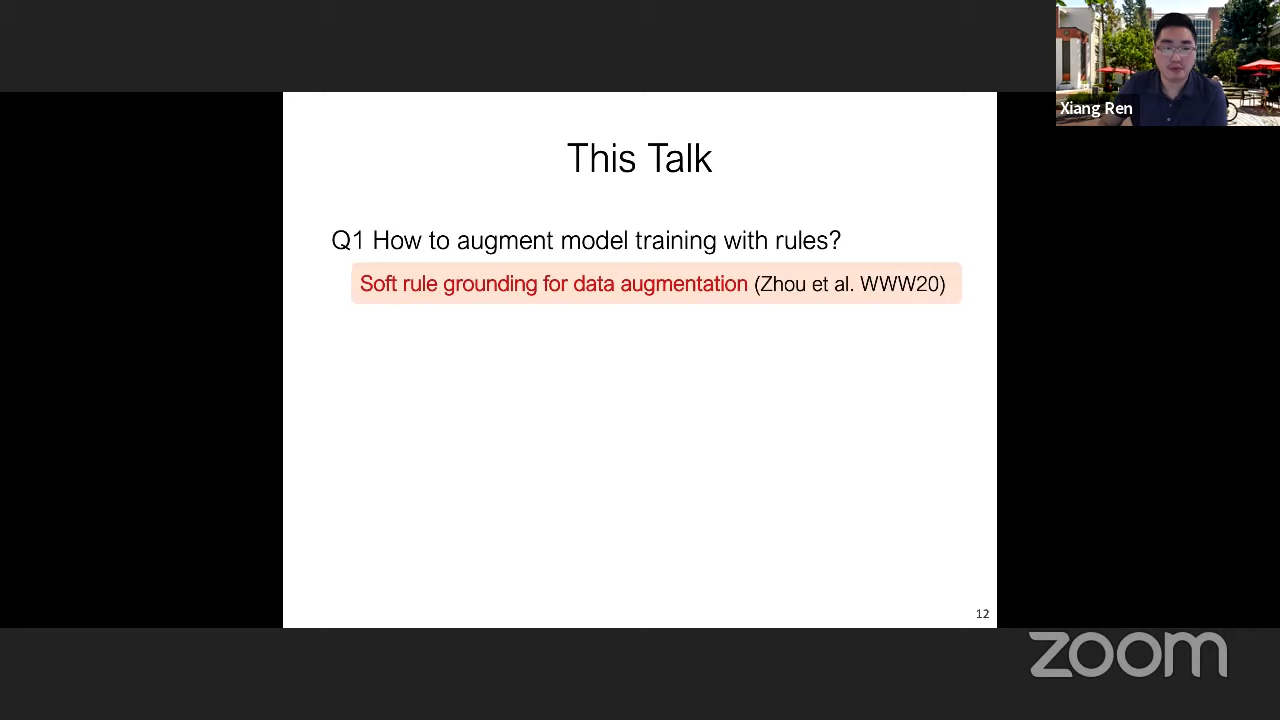 Xiang Ren
This Talk
Q1 How to augment model training with rules?
Soft rule grounding for data augmentation (Zhou et al. WWW20)
12
zoom